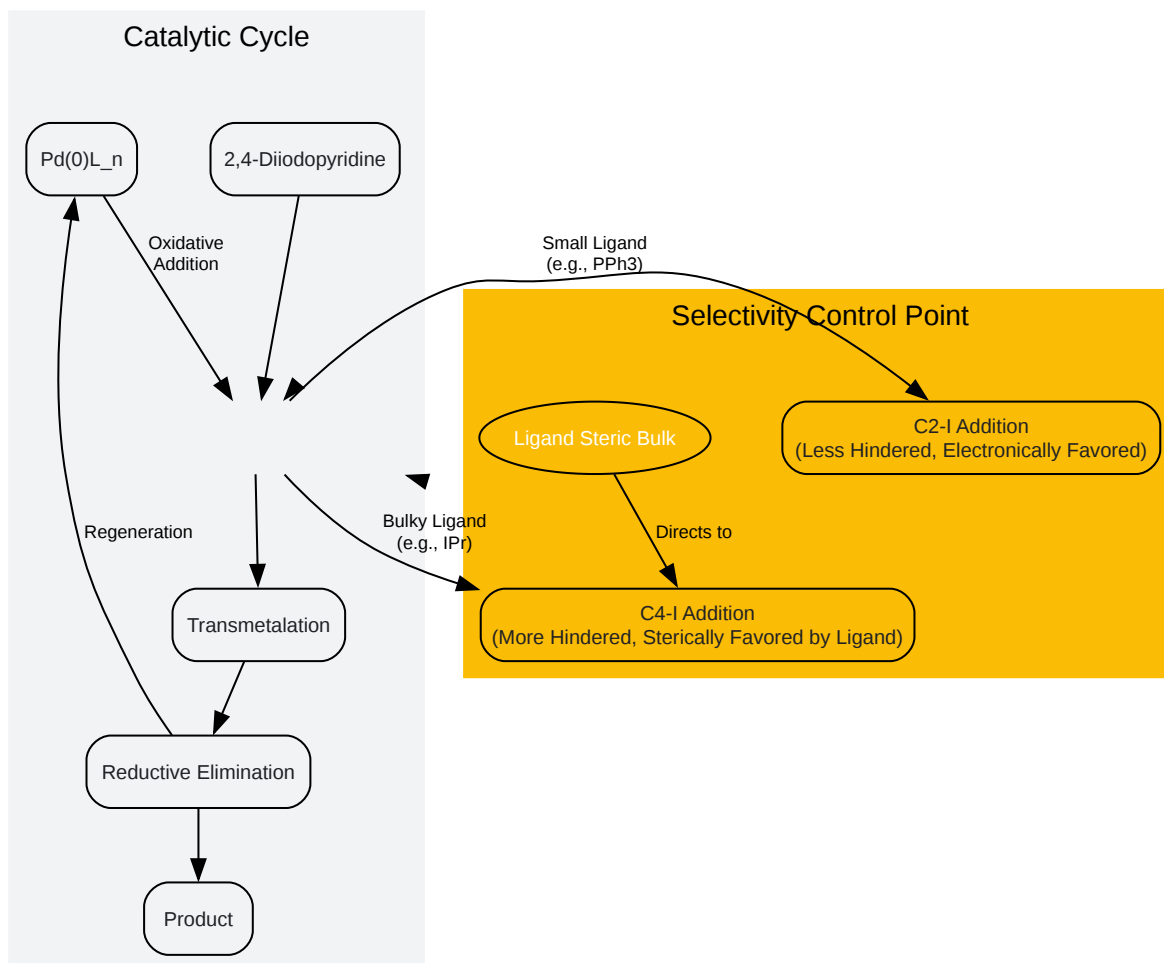 Catalytic Cycle
Pd(0)L_n
2,4-Diiodopyridine
Oxidative
Addition
Small Ligand
(e.g., PPh3)
Selectivity Control Point
Ligand Steric Bulk
C2-I Addition
(Less Hindered, Electronically Favored)
Regeneration
Bulky Ligand
(e.g., IPr)
Directs to
Transmetalation
C4-I Addition
(More Hindered, Sterically Favored by Ligand)
Reductive Elimination
Product